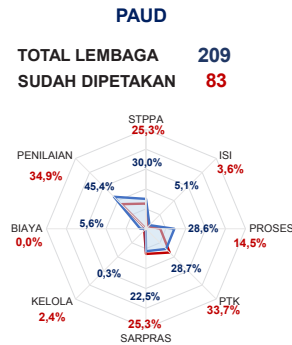 PAUD
TOTAL LEMBAGA 209
SUDAH DIPETAKAN 83
STPPA
25,3%
PENILAIAN
34,9%
ISI
3,6%
30,0%
45,4%
5,1%
BIAYA
0,0%
5,6%
28,6%
PROSES
14,5%
0,3%
28,7%
KELOLA
2,4%
22,5%
PTK
33,7%
25,3%
SARPRAS